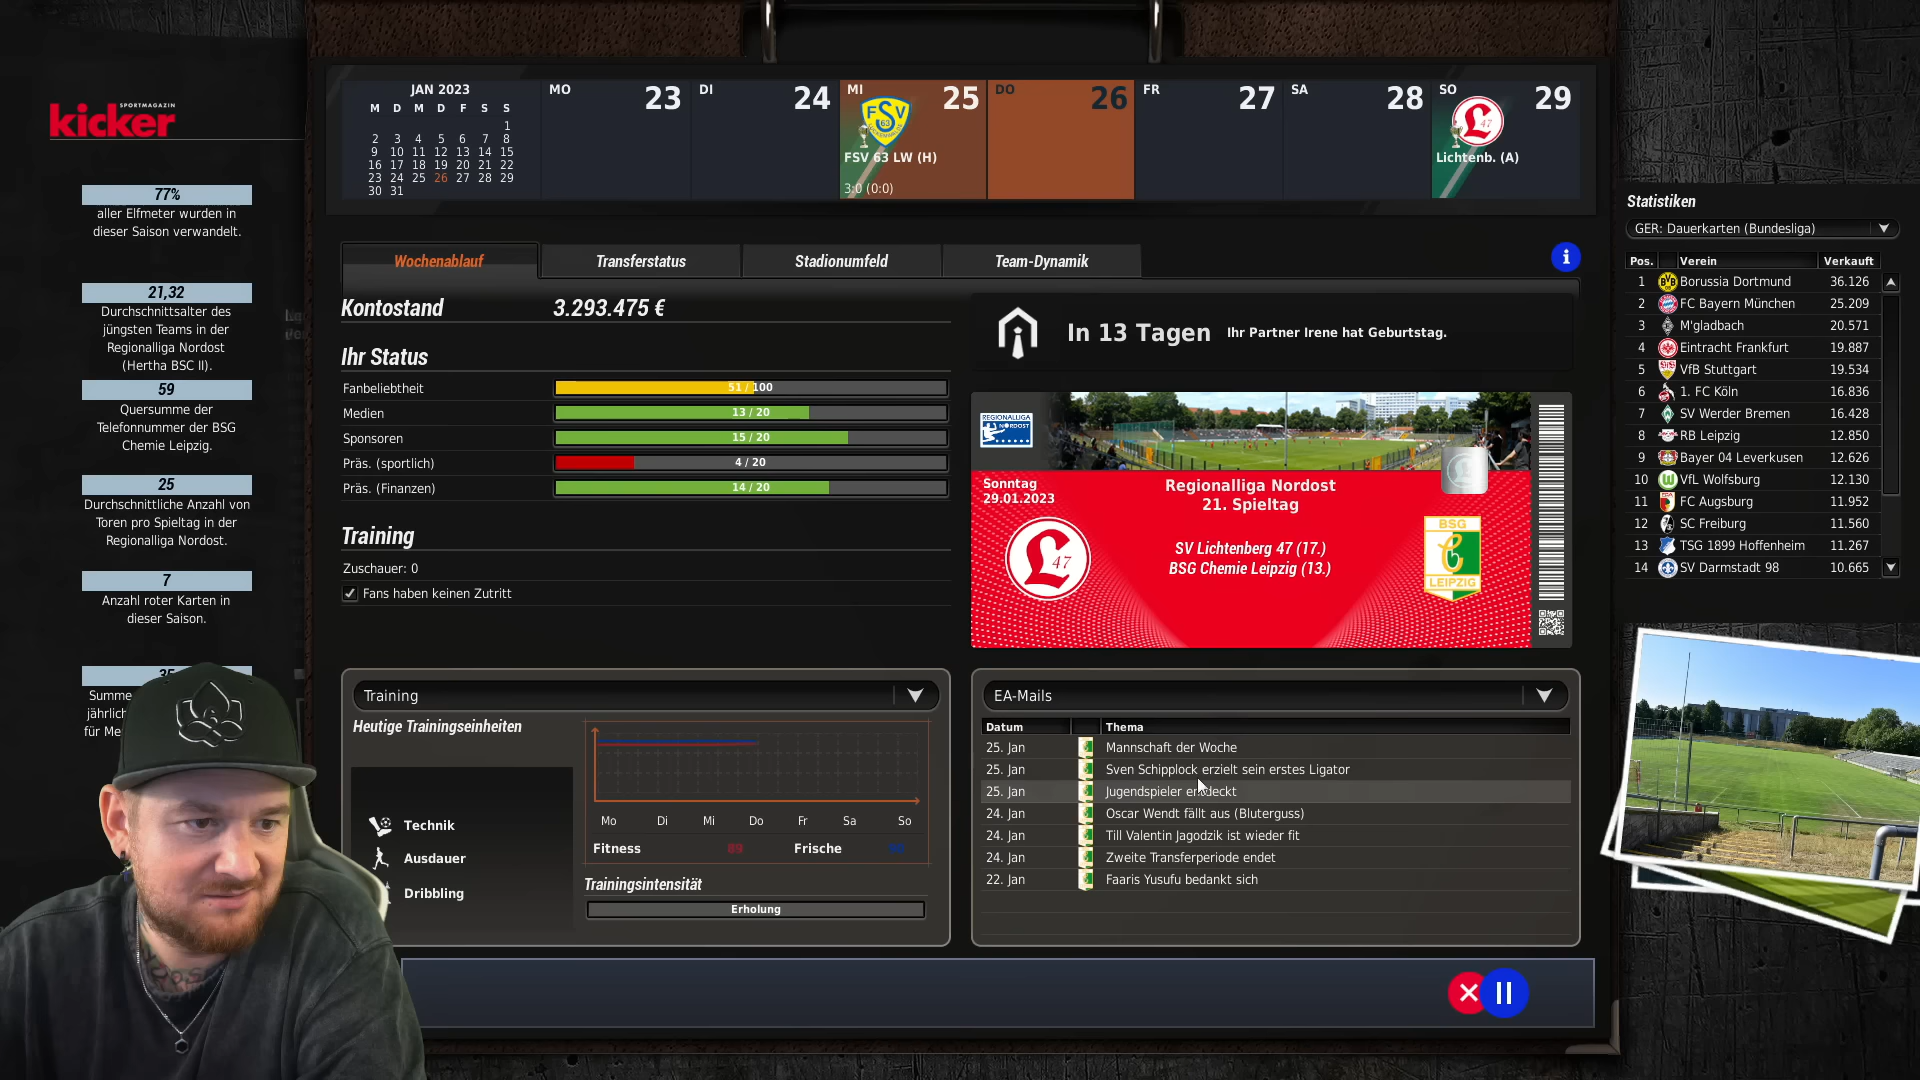 kicker
SPORTMAGAZIN
77%
aller Elfmeter wurden in
dieser Saison verwandelt.
21,32
Durchschnittsalter des
jüngsten Teams in der
Regionalliga Nordost
(Hertha BSC II).
59
Quersumme der
Telefonnummer der BSG
Chemie Leipzig.
25
Durchschnittliche Anzahl von
Toren pro Spieltag in der
Regionalliga Nordost.
7
Anzahl roter Karten in
dieser Saison.
Summe
jährlich
für Me
JAN 2023
M D M D F S S
1
2 3 4 5 6 7 8
9 10 11 12 13 14 15
16 17 18 19 20 21 22
23 24 25 26 27 28 29
30 31
MO 23
DI 24
MI 25
FSV 63 LW (H)
3:0 (0:0)
DO 26
FR 27
SA 28
SO 29
Lichtenb. (A)
Wochenablauf
Transferstatus
Stadionumfeld
Team-Dynamik
Kontostand 3.293.475 €
Ihr Status
Fanbeliebtheit 51 / 100
Medien 13 / 20
Sponsoren 15 / 20
Präs. (sportlich) 4 / 20
Präs. (Finanzen) 14 / 20
Training
Zuschauer: 0
Fans haben keinen Zutritt
In 13 Tagen Ihr Partner Irene hat Geburtstag.
REGIONALLIGA
NORDOST
Sonntag
29.01.2023
Regionalliga Nordost
21. Spieltag
SV Lichtenberg 47 (17.)
BSG Chemie Leipzig (13.)
L 47
BSG
C
LEIPZIG
Training
Heutige Trainingseinheiten
Technik
Ausdauer
Dribbling
Mo Di Mi Do Fr Sa So
Fitness 89 Frische
Trainingsintensität
Erholung
EA-Mails
Datum Thema
25. Jan Mannschaft der Woche
25. Jan Sven Schipplock erzielt sein erstes Ligator
25. Jan Jugendspieler entdeckt
24. Jan Oscar Wendt fällt aus (Bluterguss)
24. Jan Till Valentin Jagodzik ist wieder fit
24. Jan Zweite Transferperiode endet
22. Jan Faaris Yusufu bedankt sich
Statistiken
GER: Dauerkarten (Bundesliga)
Pos. Verein Verkauft
1 Borussia Dortmund 36.126
2 FC Bayern München 25.209
3 M'gladbach 20.571
4 Eintracht Frankfurt 19.887
5 VfB Stuttgart 19.534
6 1. FC Köln 16.836
7 SV Werder Bremen 16.428
8 RB Leipzig 12.850
9 Bayer 04 Leverkusen 12.626
10 VfL Wolfsburg 12.130
11 FC Augsburg 11.952
12 SC Freiburg 11.560
13 TSG 1899 Hoffenheim 11.267
14 SV Darmstadt 98 10.665